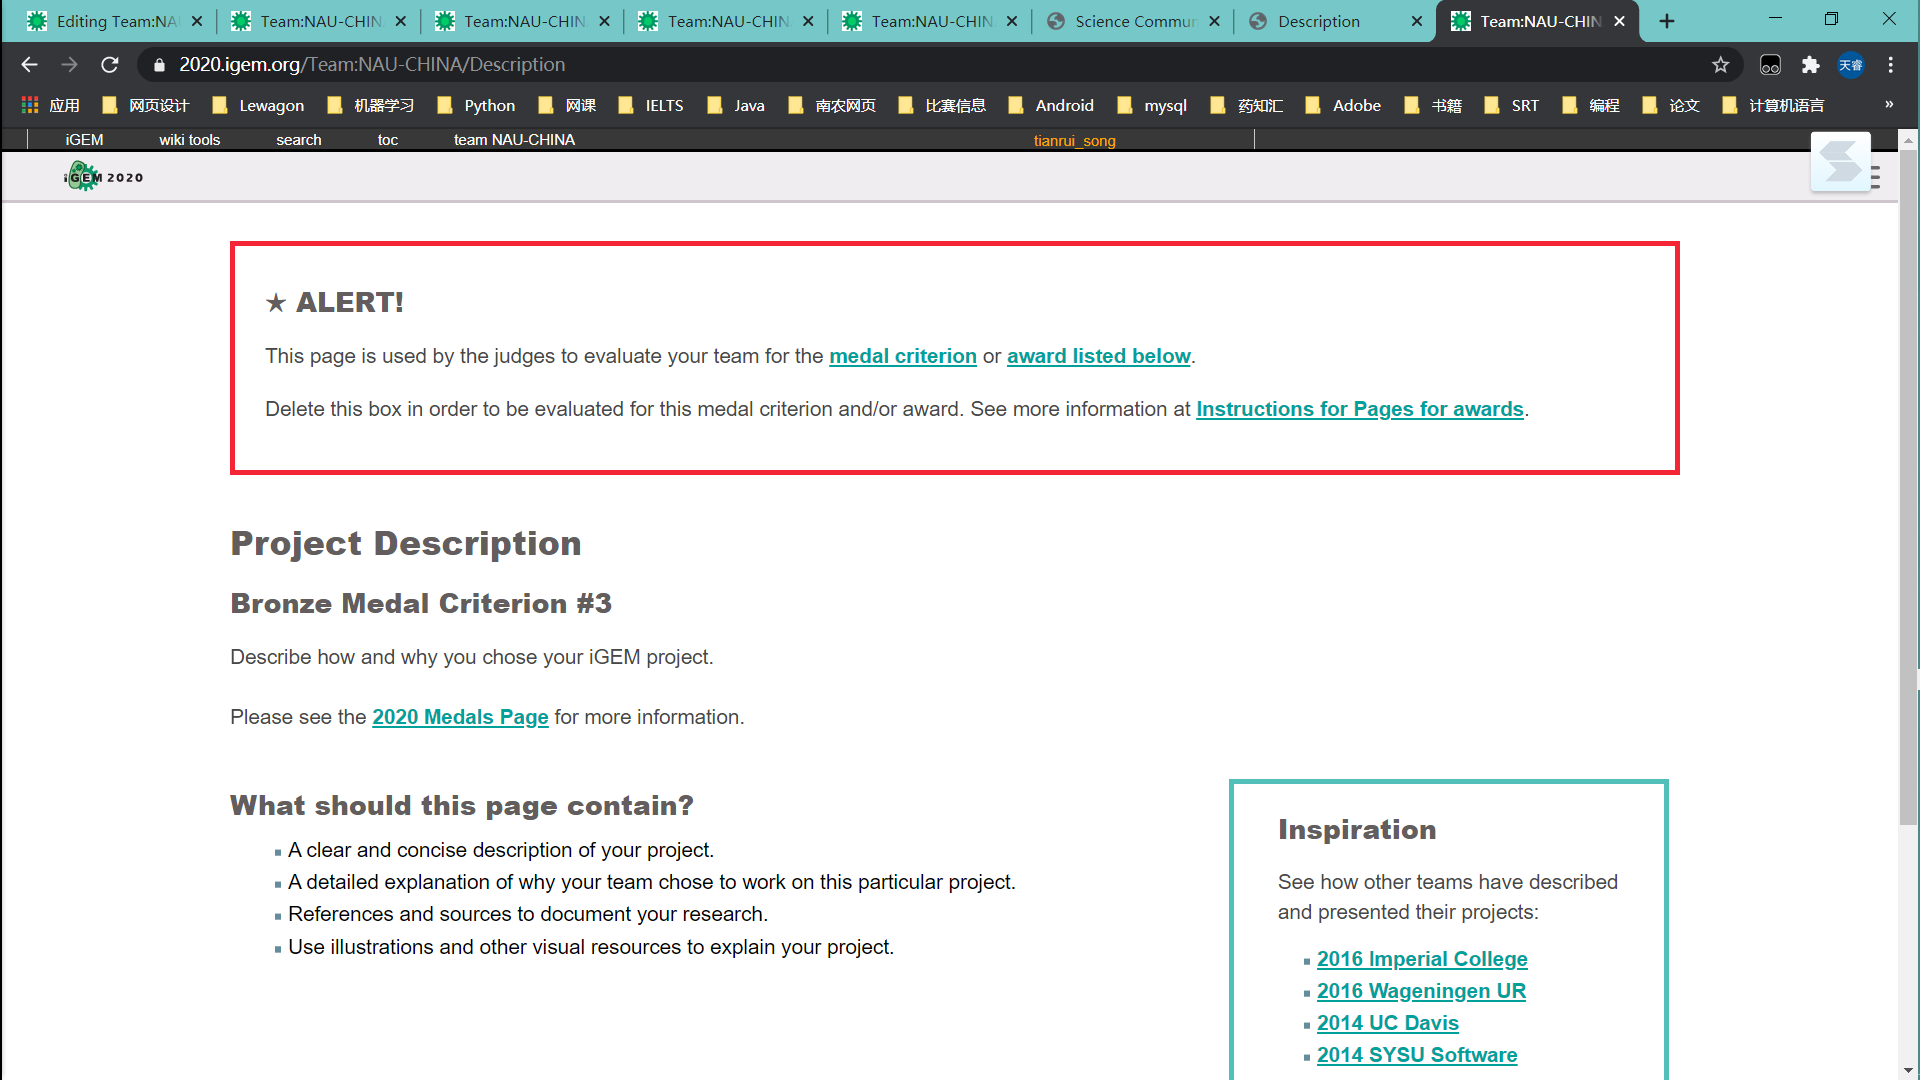 Editing Team:NAU
Team:NAU-CHINA
Team:NAU-CHINA
Team:NAU-CHINA
Team:NAU-CHINA
Science Commun
Description
Team:NAU-CHINA
2020.igem.org/Team:NAU-CHINA/Description
天睿
应用
网页设计
Lewagon
机器学习
Python
网课
IELTS
Java
南农网页
比赛信息
Android
mysql
药知汇
Adobe
书籍
SRT
编程
论文
计算机语言
»
iGEM
wiki tools
search
toc
team NAU-CHINA
tianrui_song
iGEM 2020
★ ALERT!
This page is used by the judges to evaluate your team for the medal criterion or award listed below.
Delete this box in order to be evaluated for this medal criterion and/or award. See more information at Instructions for Pages for awards.
Project Description
Bronze Medal Criterion #3
Describe how and why you chose your iGEM project.
Please see the 2020 Medals Page for more information.
What should this page contain?
A clear and concise description of your project.
A detailed explanation of why your team chose to work on this particular project.
References and sources to document your research.
Use illustrations and other visual resources to explain your project.
Inspiration
See how other teams have described
and presented their projects:
2016 Imperial College
2016 Wageningen UR
2014 UC Davis
2014 SYSU Software